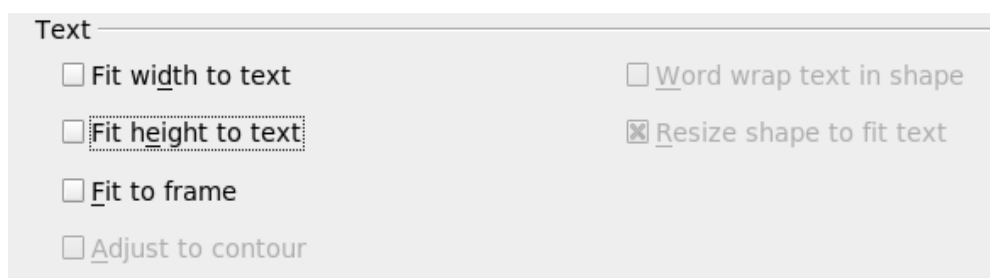 Text
Fit width to text
Word wrap text in shape
Fit height to text
Resize shape to fit text
Fit to frame
Adjust to contour